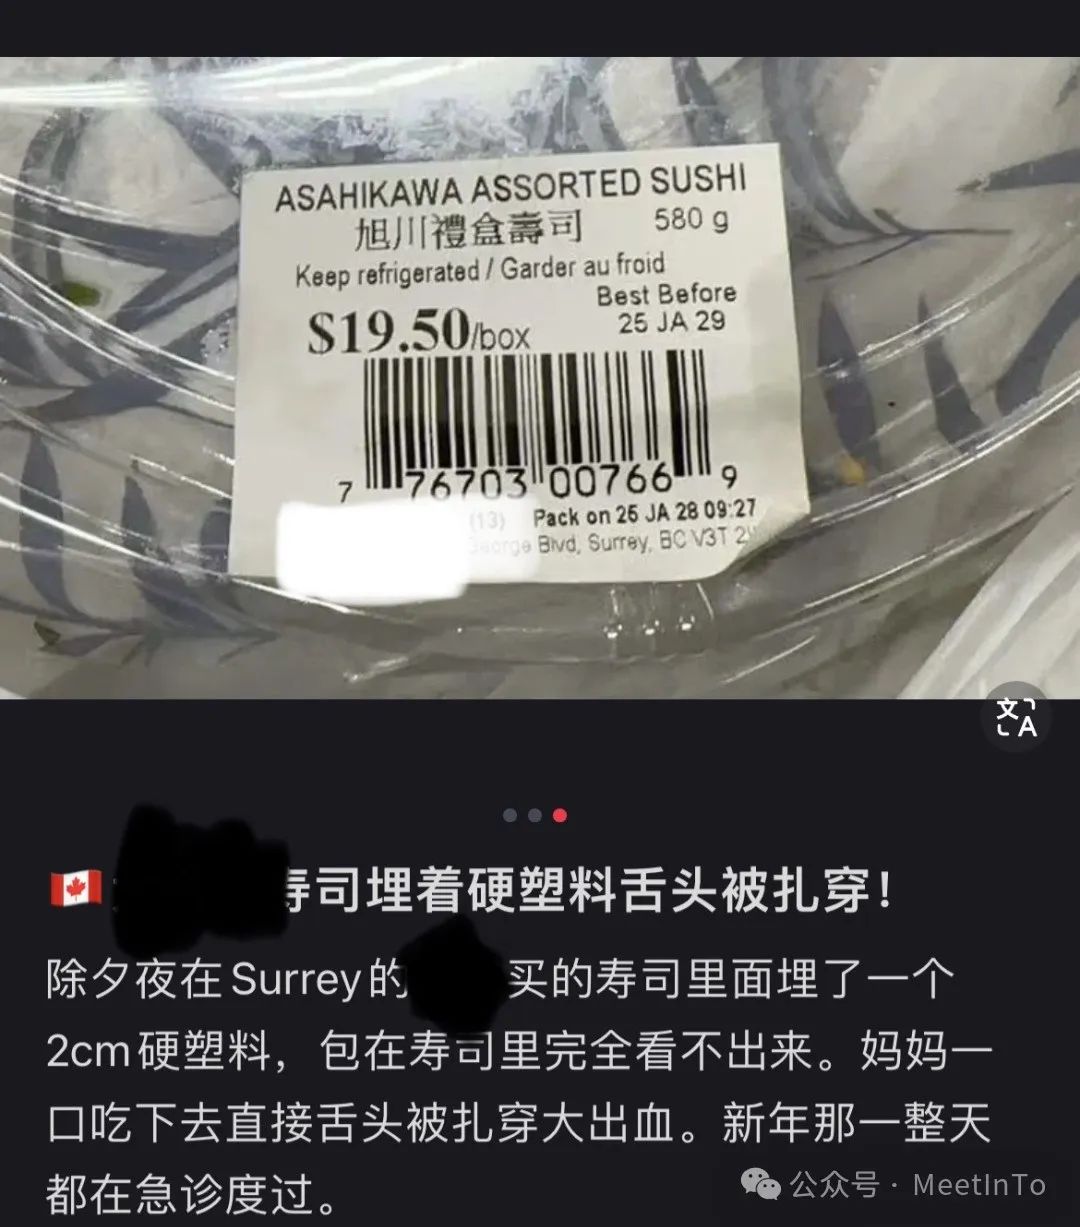 ASAHIKAWA ASSORTED SUSHI
旭川禮盒壽司 580 g
Keep refrigerated / Garder au froid
Best Before
25 JA 29
$19.50/box
7 76703 00766 9
(13) Pack on 25 JA 28 09:27
George Blvd, Surrey, BC V3T
文A
司埋着硬塑料舌头被扎穿！
除夕夜在Surrey的 买的寿司里面埋了一个
2cm硬塑料，包在寿司里完全看不出来。妈妈一
口吃下去直接舌头被扎穿大出血。新年那一整天
都在急诊度过。
公众号 · MeetInTo